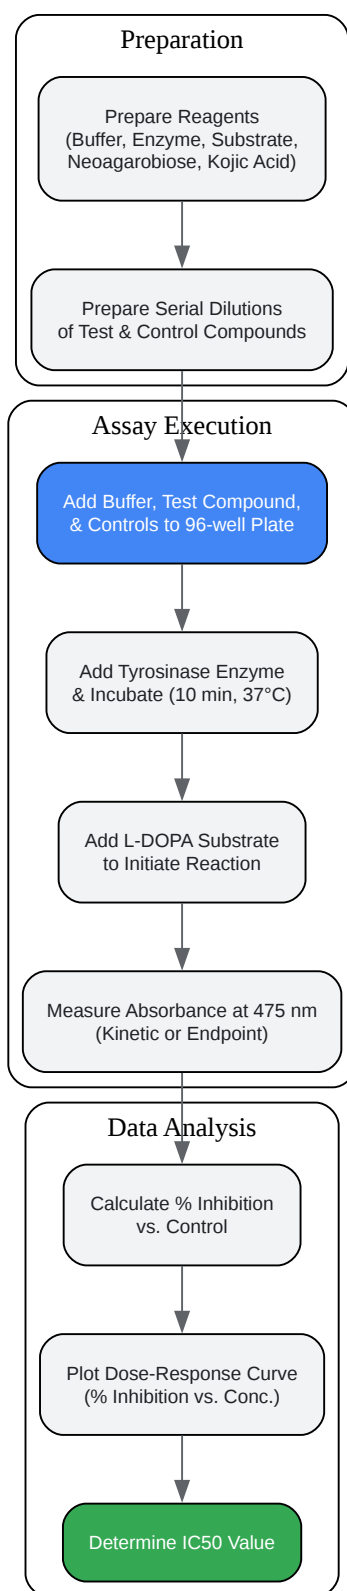 Preparation
Prepare Reagents
(Buffer, Enzyme, Substrate,
Neoagarobiose, Kojic Acid)
Prepare Serial Dilutions
of Test & Control Compounds
Assay Execution
Add Buffer, Test Compound,
& Controls to 96-well Plate
Add Tyrosinase Enzyme
& Incubate (10 min, 37°C)
Add L-DOPA Substrate
to Initiate Reaction
Measure Absorbance at 475 nm
(Kinetic or Endpoint)
Data Analysis
Calculate % Inhibition
vs. Control
Plot Dose-Response Curve
(% Inhibition vs. Conc.)
Determine IC50 Value